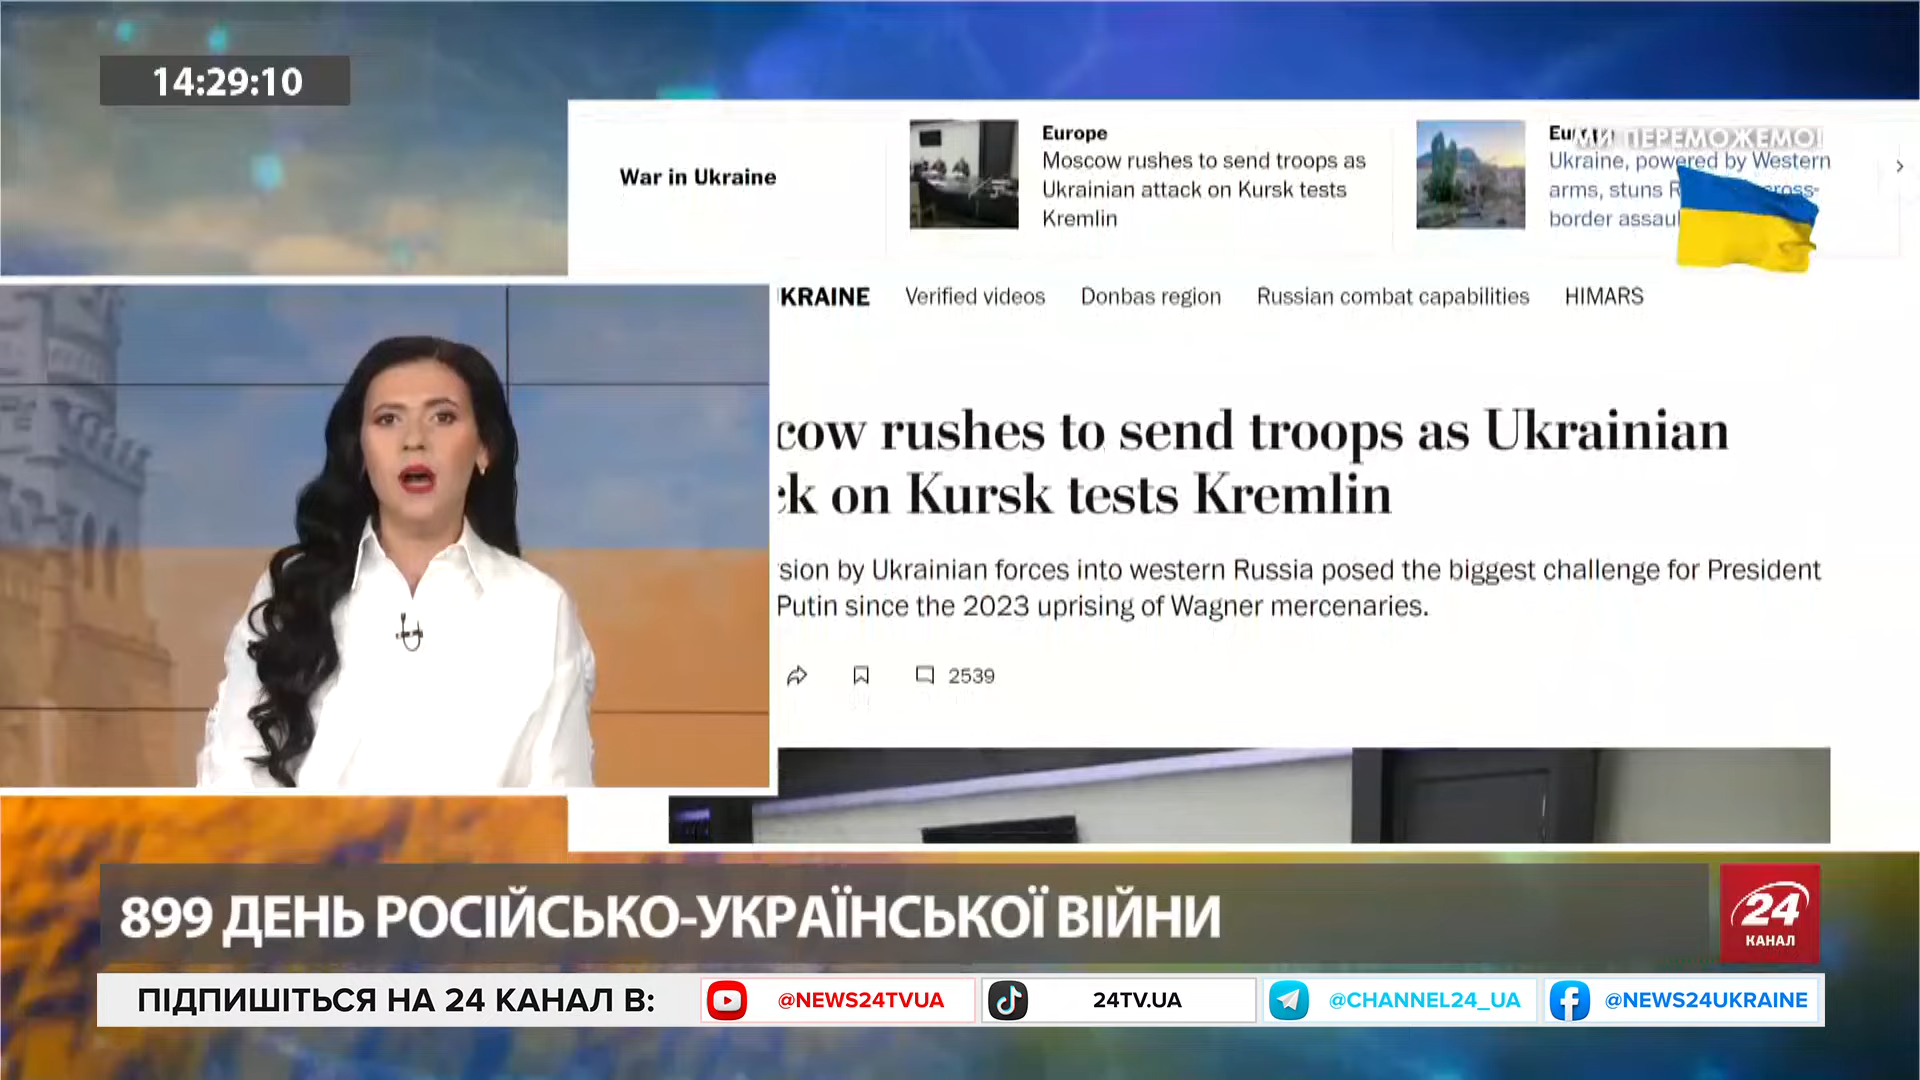 14:29:10
War in Ukraine
Europe
Moscow rushes to send troops as
Ukrainian attack on Kursk tests
Kremlin
МИ ПЕРЕМОЖЕМО!
Ukraine, powered by Western
arms, stuns
border
KRAINE Verified videos Donbas region Russian combat capabilities HIMARS
cow rushes to send troops as Ukrainian
k on Kursk tests Kremlin
sion by Ukrainian forces into western Russia posed the biggest challenge for President
Putin since the 2023 uprising of Wagner mercenaries.
2539
899 ДЕНЬ РОСІЙСЬКО-УКРАЇНСЬКОЇ ВІЙНИ
24
КАНАЛ
ПІДПИШІТЬСЯ НА 24 КАНАЛ В: @NEWS24TVUA 24TV.UA @CHANNEL24_UA @NEWS24UKRAINE